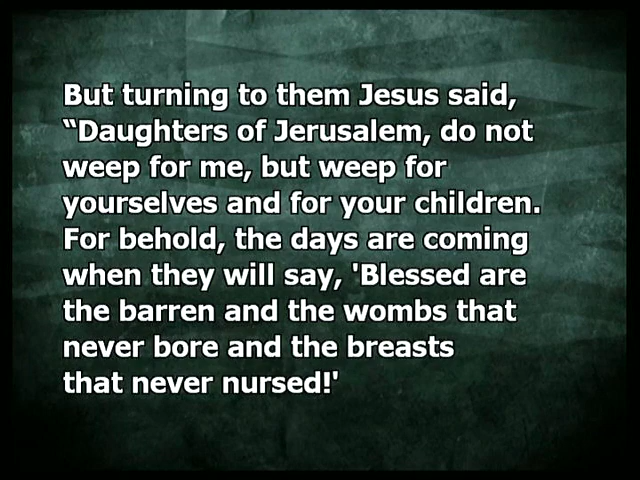 But turning to them Jesus said,
“Daughters of Jerusalem, do not
weep for me, but weep for
yourselves and for your children.
For behold, the days are coming
when they will say, 'Blessed are
the barren and the wombs that
never bore and the breasts
that never nursed!'